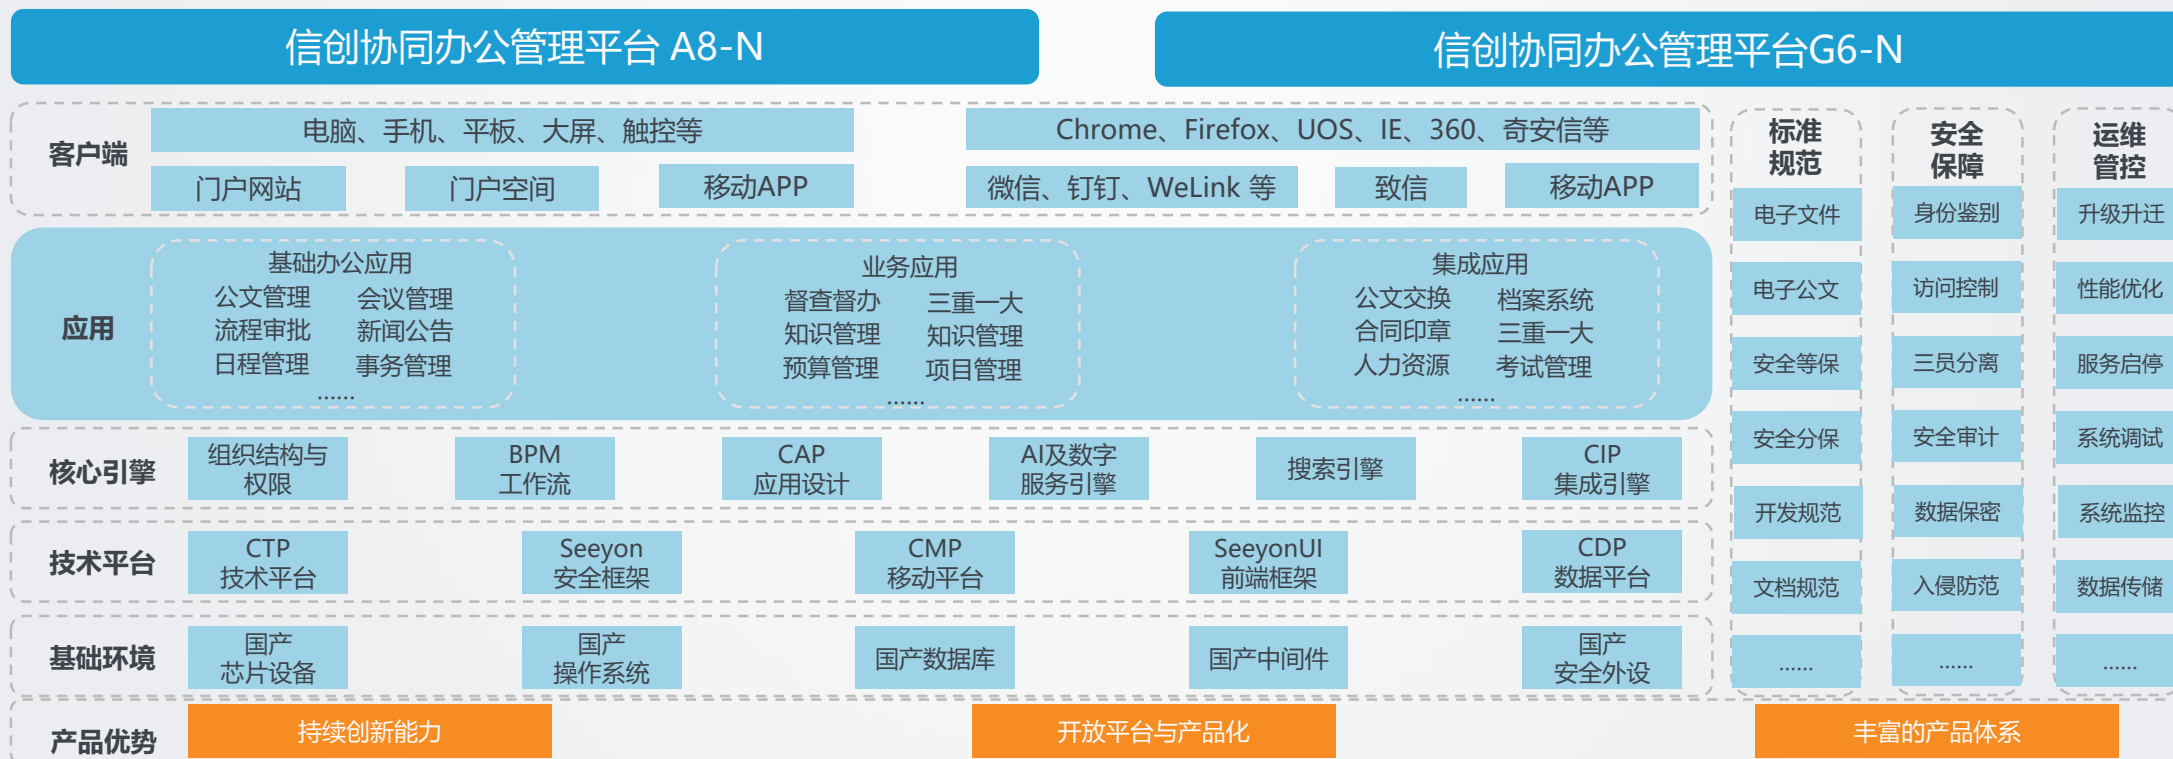 信创协同办公管理平台 A8-N
信创协同办公管理平台G6-N
客户端
电脑、手机、平板、大屏、触控等
Chrome、Firefox、UOS、IE、360、奇安信等
门户网站
门户空间
移动APP
微信、钉钉、WeLink 等
致信
移动APP
应用
基础办公应用
公文管理 会议管理
流程审批 新闻公告
日程管理 事务管理
......
业务应用
督查督办 三重一大
知识管理 知识管理
预算管理 项目管理
......
集成应用
公文交换 档案系统
合同印章 三重一大
人力资源 考试管理
......
核心引擎
组织结构与
权限
BPM
工作流
CAP
应用设计
AI及数字
服务引擎
搜索引擎
CIP
集成引擎
技术平台
CTP
技术平台
Seeyon
安全框架
CMP
移动平台
SeeyonUI
前端框架
CDP
数据平台
基础环境
国产
芯片设备
国产
操作系统
国产数据库
国产中间件
国产
安全外设
标准
规范
电子文件
电子公文
安全等保
安全分保
开发规范
文档规范
......
安全
保障
身份鉴别
访问控制
三员分离
安全审计
数据保密
入侵防范
......
运维
管控
升级升迁
性能优化
服务启停
系统调试
系统监控
数据传储
......
产品优势
持续创新能力
开放平台与产品化
丰富的产品体系